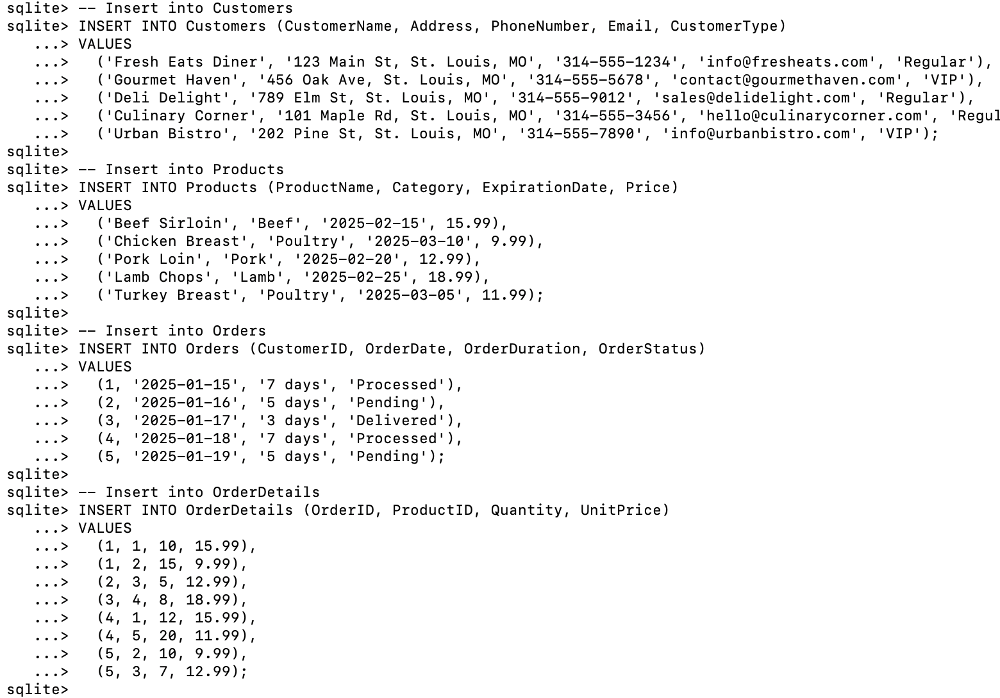 sqlite> -- Insert into Customers
sqlite> INSERT INTO Customers (CustomerName, Address, PhoneNumber, Email, CustomerType)
   ...> VALUES
   ...>   ('Fresh Eats Diner', '123 Main St, St. Louis, MO', '314-555-1234', 'info@fresheats.com', 'Regular'),
   ...>   ('Gourmet Haven', '456 Oak Ave, St. Louis, MO', '314-555-5678', 'contact@gourmethaven.com', 'VIP'),
   ...>   ('Deli Delight', '789 Elm St, St. Louis, MO', '314-555-9012', 'sales@delidelight.com', 'Regular'),
   ...>   ('Culinary Corner', '101 Maple Rd, St. Louis, MO', '314-555-3456', 'hello@culinarycorner.com', 'Regul
   ...>   ('Urban Bistro', '202 Pine St, St. Louis, MO', '314-555-7890', 'info@urbanbistro.com', 'VIP');
sqlite>
sqlite> -- Insert into Products
sqlite> INSERT INTO Products (ProductName, Category, ExpirationDate, Price)
   ...> VALUES
   ...>   ('Beef Sirloin', 'Beef', '2025-02-15', 15.99),
   ...>   ('Chicken Breast', 'Poultry', '2025-03-10', 9.99),
   ...>   ('Pork Loin', 'Pork', '2025-02-20', 12.99),
   ...>   ('Lamb Chops', 'Lamb', '2025-02-25', 18.99),
   ...>   ('Turkey Breast', 'Poultry', '2025-03-05', 11.99);
sqlite>
sqlite> -- Insert into Orders
sqlite> INSERT INTO Orders (CustomerID, OrderDate, OrderDuration, OrderStatus)
   ...> VALUES
   ...>   (1, '2025-01-15', '7 days', 'Processed'),
   ...>   (2, '2025-01-16', '5 days', 'Pending'),
   ...>   (3, '2025-01-17', '3 days', 'Delivered'),
   ...>   (4, '2025-01-18', '7 days', 'Processed'),
   ...>   (5, '2025-01-19', '5 days', 'Pending');
sqlite>
sqlite> -- Insert into OrderDetails
sqlite> INSERT INTO OrderDetails (OrderID, ProductID, Quantity, UnitPrice)
   ...> VALUES
   ...>   (1, 1, 10, 15.99),
   ...>   (1, 2, 15, 9.99),
   ...>   (2, 3, 5, 12.99),
   ...>   (3, 4, 8, 18.99),
   ...>   (4, 1, 12, 15.99),
   ...>   (4, 5, 20, 11.99),
   ...>   (5, 2, 10, 9.99),
   ...>   (5, 3, 7, 12.99);
sqlite>